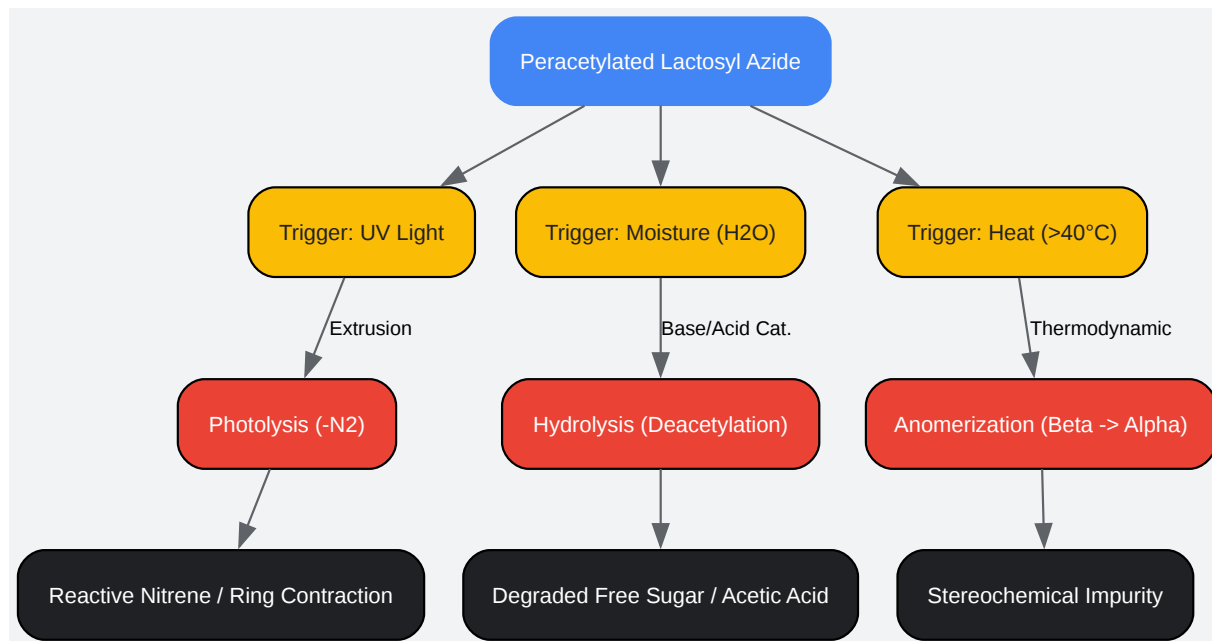 Peracetylated Lactosyl Azide
Trigger: UV Light
Trigger: Moisture (H2O)
Trigger: Heat (>40°C)
Extrusion
Base/Acid Cat.
Thermodynamic
Photolysis (-N2)
Hydrolysis (Deacetylation)
Anomerization (Beta -> Alpha)
Reactive Nitrene / Ring Contraction
Degraded Free Sugar / Acetic Acid
Stereochemical Impurity